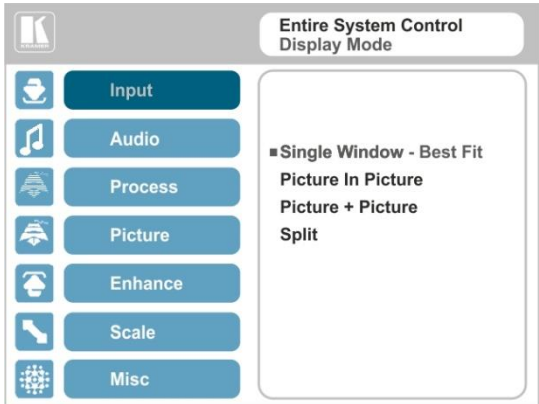 KRAMER
Entire System Control
Display Mode
Input
Audio
Process
Picture
Enhance
Scale
Misc
Single Window - Best Fit
Picture In Picture
Picture + Picture
Split